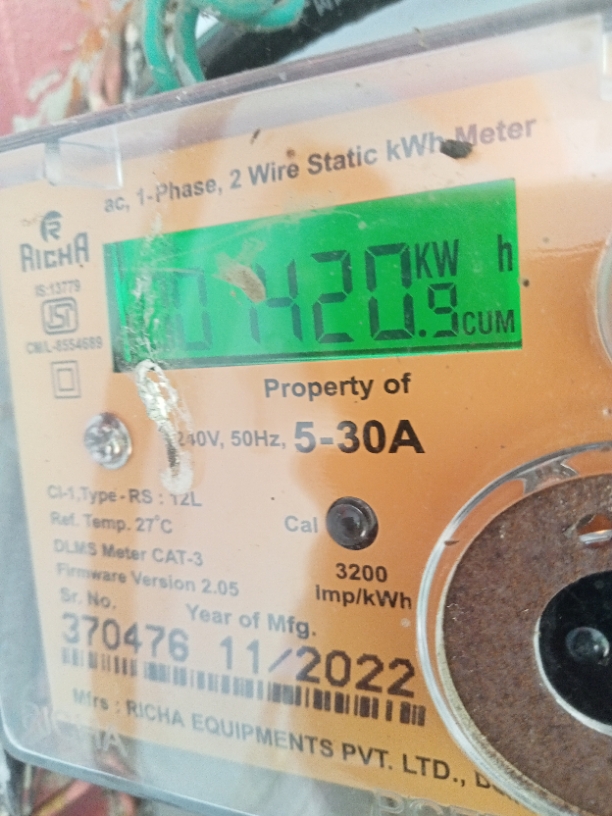 ac, 1-Phase, 2 Wire Static kWh Meter
RICHA
IS:13779
ISI
CM/L-8554689
KW h
1420.9 CUM
Property of
240V, 50Hz, 5-30A
Cl-1, Type-RS : 12L
Ref. Temp. 27°C
Cal
DLMS Meter CAT-3
3200
Firmware Version 2.05
Imp/kWh
Sr. No.
Year of Mfg.
370476 11/2022
Mfrs : RICHA EQUIPMENTS PVT. LTD.,